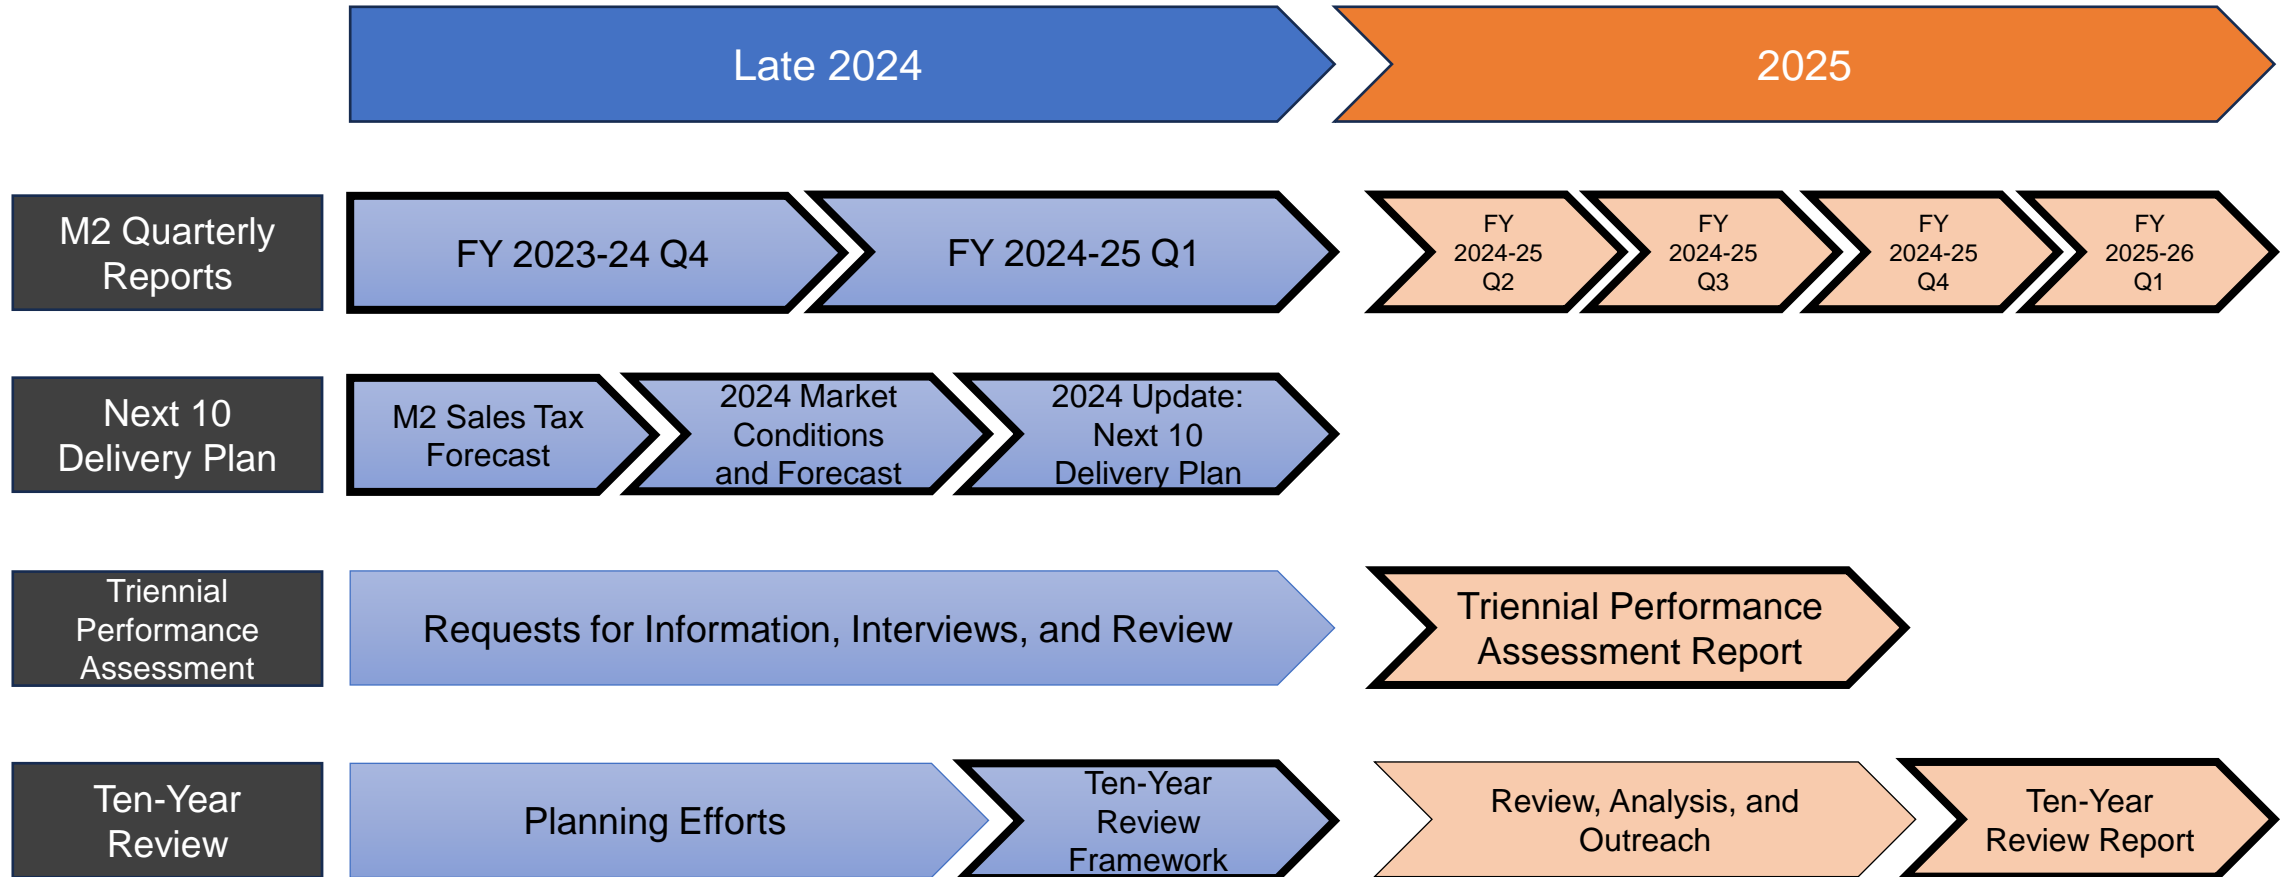 Late 2024
2025
M2 Quarterly
Reports
FY 2023-24 Q4
FY 2024-25 Q1
FY
2024-25
Q2
FY
2024-25
Q3
FY
2024-25
Q4
FY
2025-26
Q1
Next 10
Delivery Plan
M2 Sales Tax
Forecast
2024 Market
Conditions
and Forecast
2024 Update:
Next 10
Delivery Plan
Triennial
Performance
Assessment
Requests for Information, Interviews, and Review
Triennial Performance
Assessment Report
Ten-Year
Review
Planning Efforts
Ten-Year
Review
Framework
Review, Analysis, and
Outreach
Ten-Year
Review Report